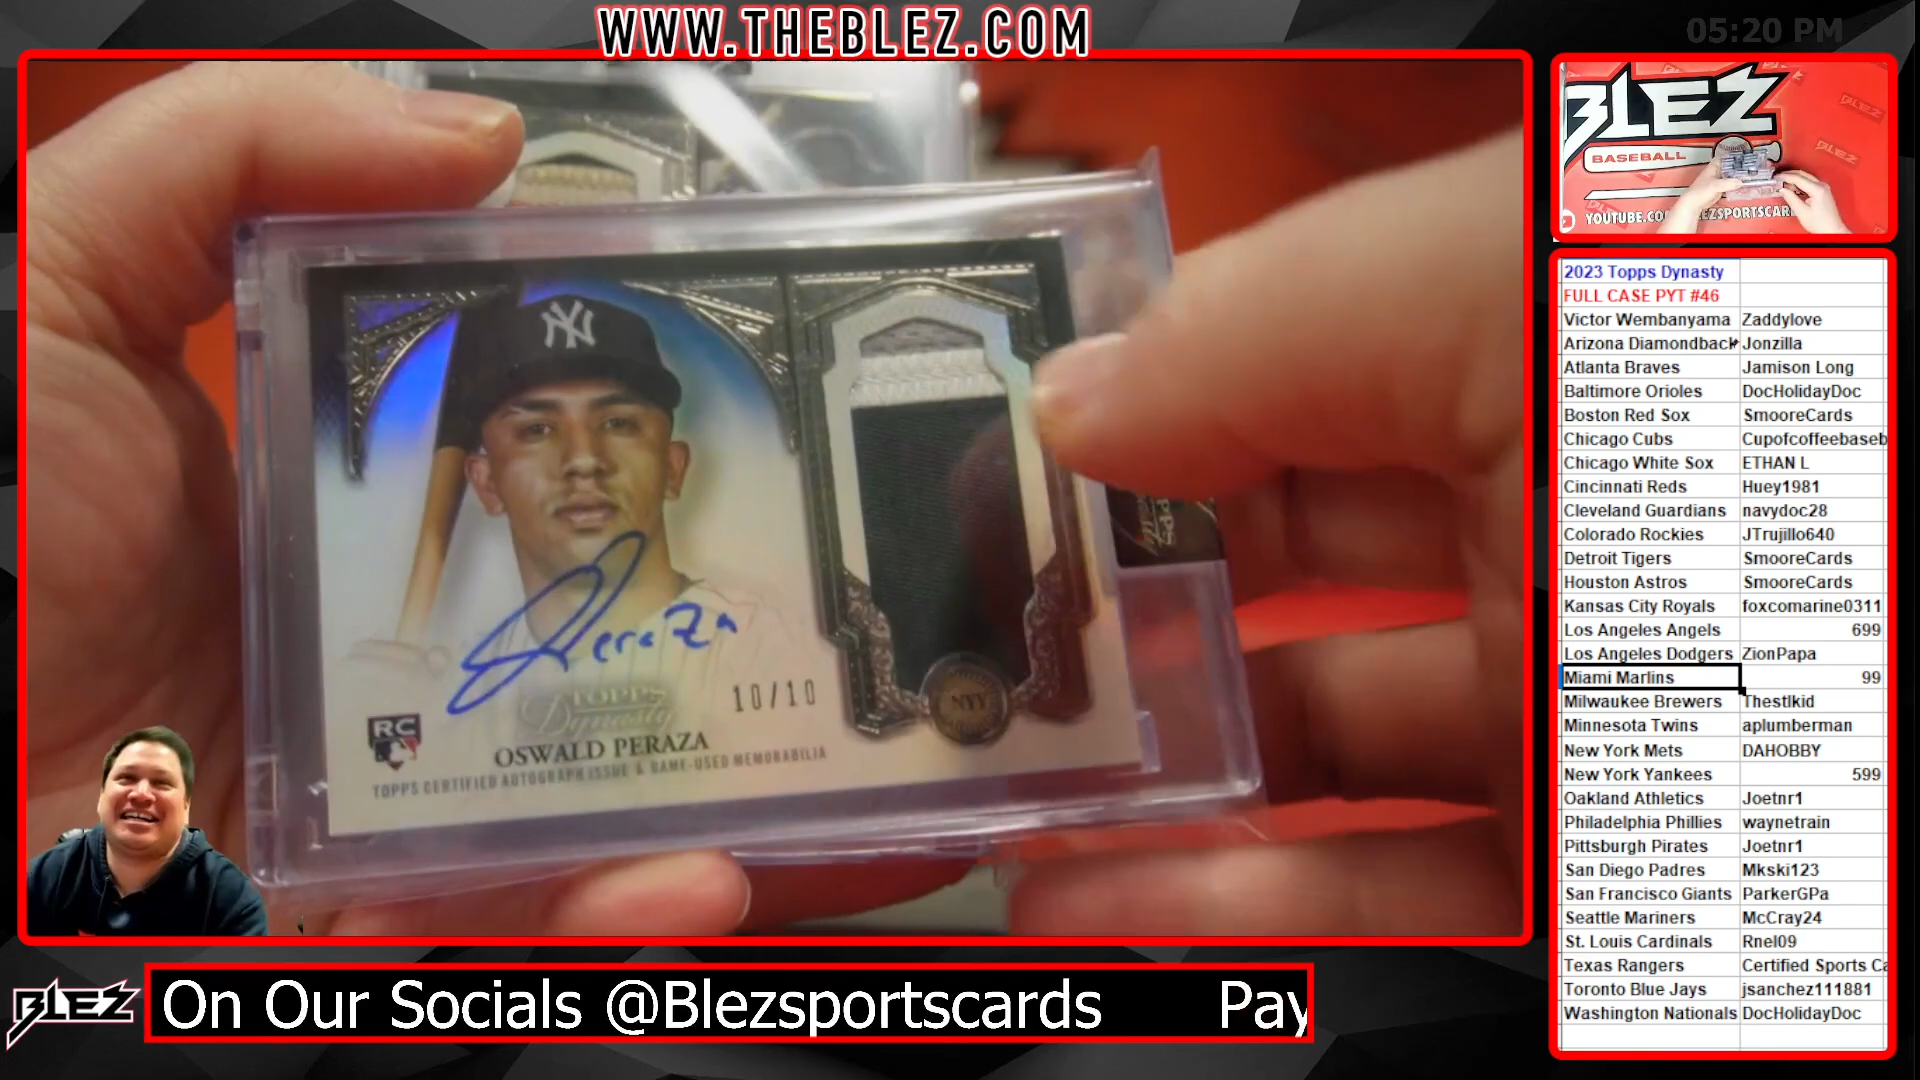 WWW.THEBLEZ.COM
05:20 PM
BLEZ
BASEBALL
BLEZ
BLEZ
NY
Peraza
TOPPS
Dynasty
10/10
NYY
RC
OSWALD PERAZA
TOPPS CERTIFIED AUTOGRAPH ISSUE & GAME-USED MEMORABILIA
2023 Topps Dynasty
FULL CASE PYT #46
Victor Wembanyama Zaddylove
Arizona Diamondback Jonzilla
Atlanta Braves Jamison Long
Baltimore Orioles DocHolidayDoc
Boston Red Sox SmooreCards
Chicago Cubs Cupofcoffeebaseb
Chicago White Sox ETHAN L
Cincinnati Reds Huey1981
Cleveland Guardians navydoc28
Colorado Rockies JTrujillo640
Detroit Tigers SmooreCards
Houston Astros SmooreCards
Kansas City Royals foxcomarine0311
Los Angeles Angels 699
Los Angeles Dodgers ZionPapa
Miami Marlins 99
Milwaukee Brewers Thestlkid
Minnesota Twins aplumberman
New York Mets DAHOBBY
New York Yankees 599
Oakland Athletics Joetnr1
Philadelphia Phillies waynetrain
Pittsburgh Pirates Joetnr1
San Diego Padres Mkski123
San Francisco Giants ParkerGPa
Seattle Mariners McCray24
St. Louis Cardinals Rnel09
Texas Rangers Certified Sports Ca
Toronto Blue Jays jsanchez111881
Washington Nationals DocHolidayDoc
BLEZ
On Our Socials @Blezsportscards Pay